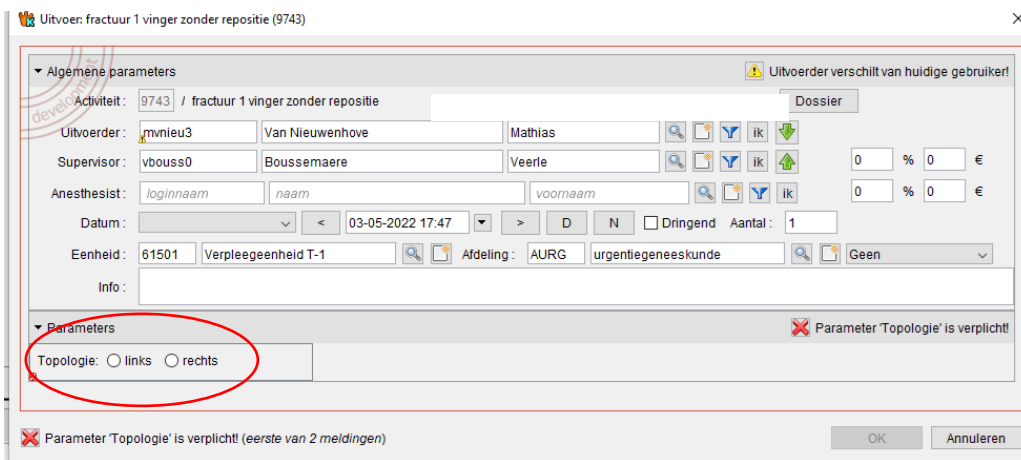 Uitvoer: fractuur 1 vinger zonder repositie (9743)
Algemene parameters Uitvoerder verschilt van huidige gebruiker!
development
Activiteit: 9743 / fractuur 1 vinger zonder repositie Dossier
Uitvoerder: mvnieu3 Van Nieuwenhove Mathias ik
Supervisor: vbouss0 Boussemaere Veerle ik 0 % 0 €
Anesthesist: loginnaam naam voornaam ik 0 % 0 €
Datum: < 03-05-2022 17:47 > D N Dringend Aantal: 1
Eenheid: 61501 Verpleegeenheid T-1 Afdeling: AURG urgentiegeneeskunde Geen
Info:
Parameters Parameter 'Topologie' is verplicht!
Topologie: links rechts
Parameter 'Topologie' is verplicht! (eerste van 2 meldingen) OK Annuleren